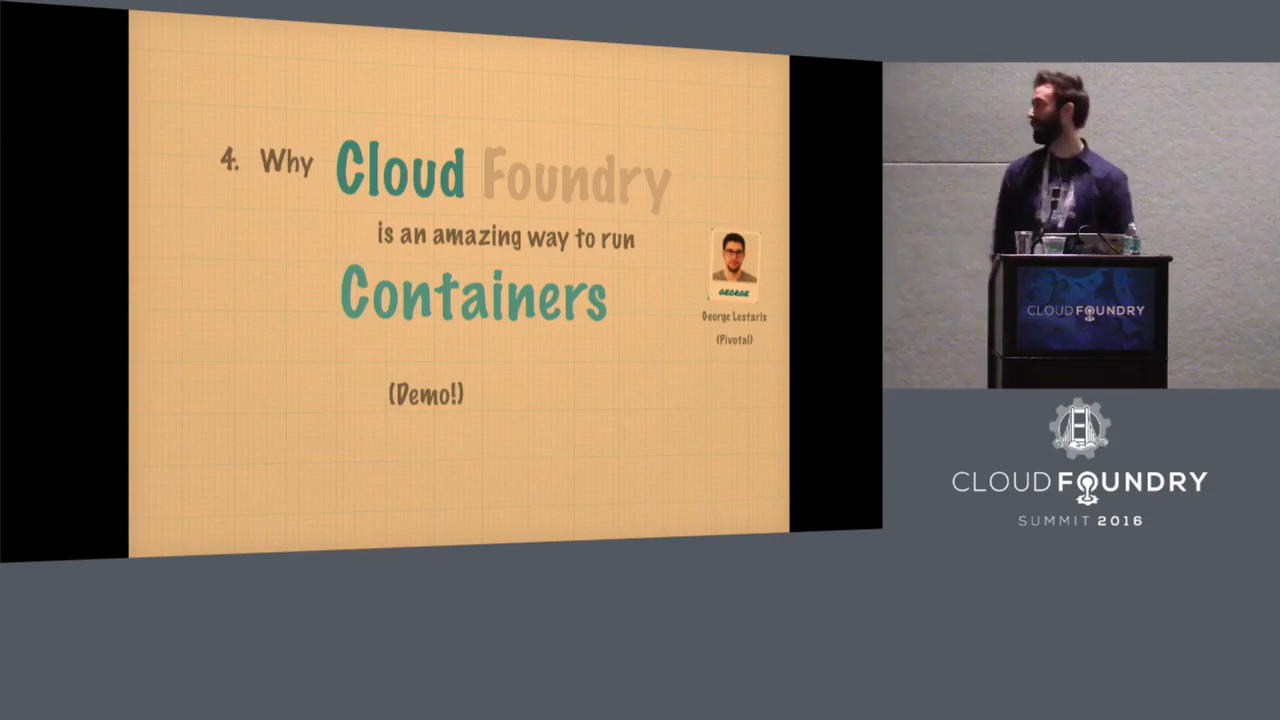 4. Why Cloud Foundry
is an amazing way to run
Containers
(Demo!)
GEORGE
George Lestaris
(Pivotal)
CLOUD FOUNDRY
CLOUD FOUNDRY
SUMMIT 2016